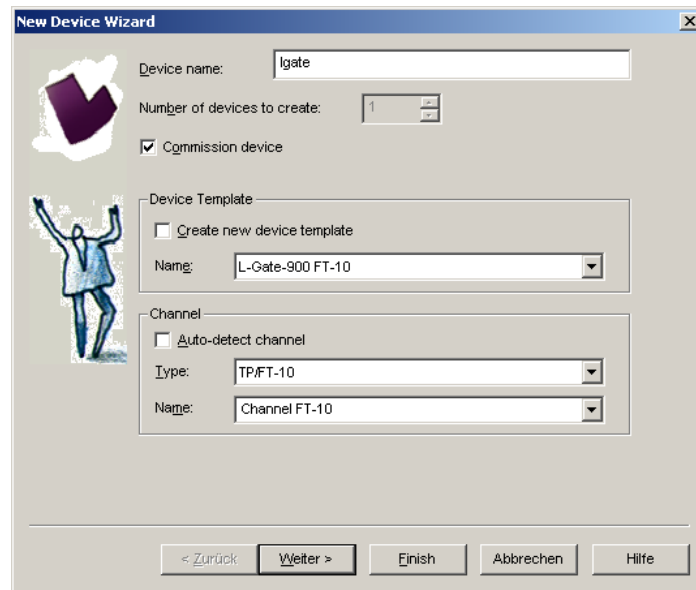 New Device Wizard
Device name: lgate
Number of devices to create: 1
Commission device
Device Template
Create new device template
Name: L-Gate-900 FT-10
Channel
Auto-detect channel
Type: TP/FT-10
Name: Channel FT-10
< Zurück Weiter > Finish Abbrechen Hilfe